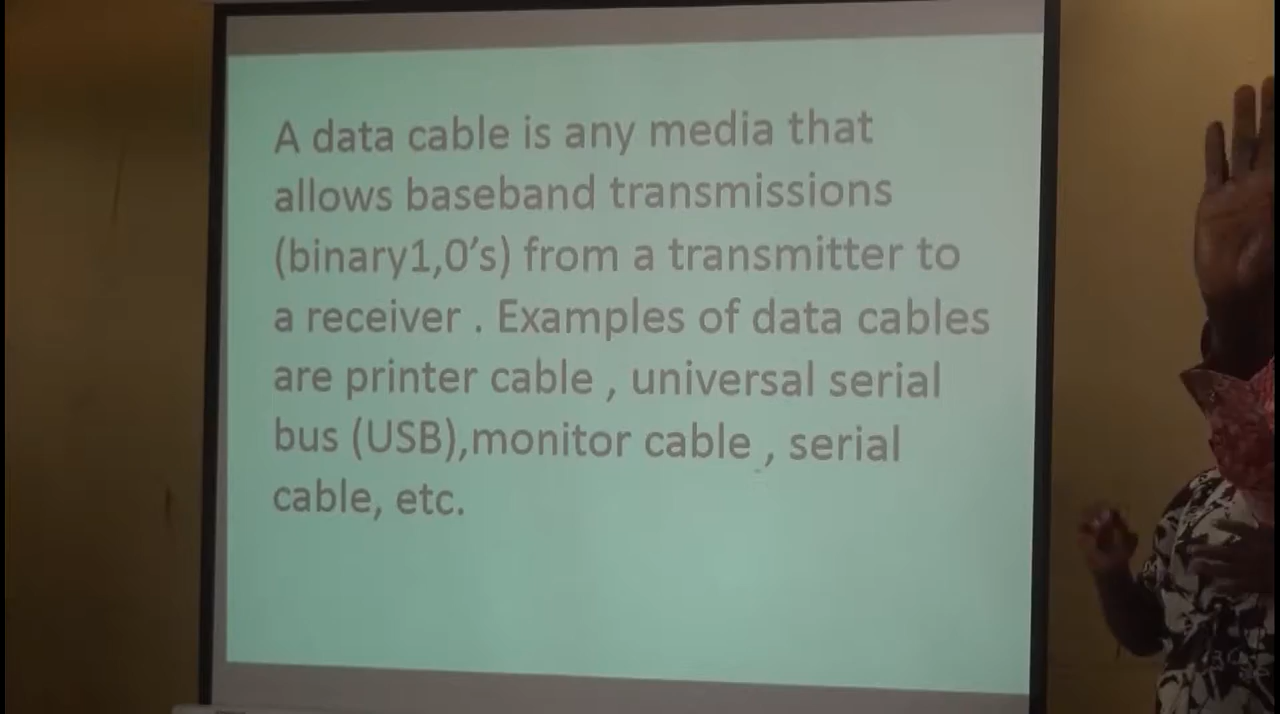 A data cable is any media that
allows baseband transmissions
(binary1,0’s) from a transmitter to
a receiver . Examples of data cables
are printer cable , universal serial
bus (USB),monitor cable , serial
cable, etc.